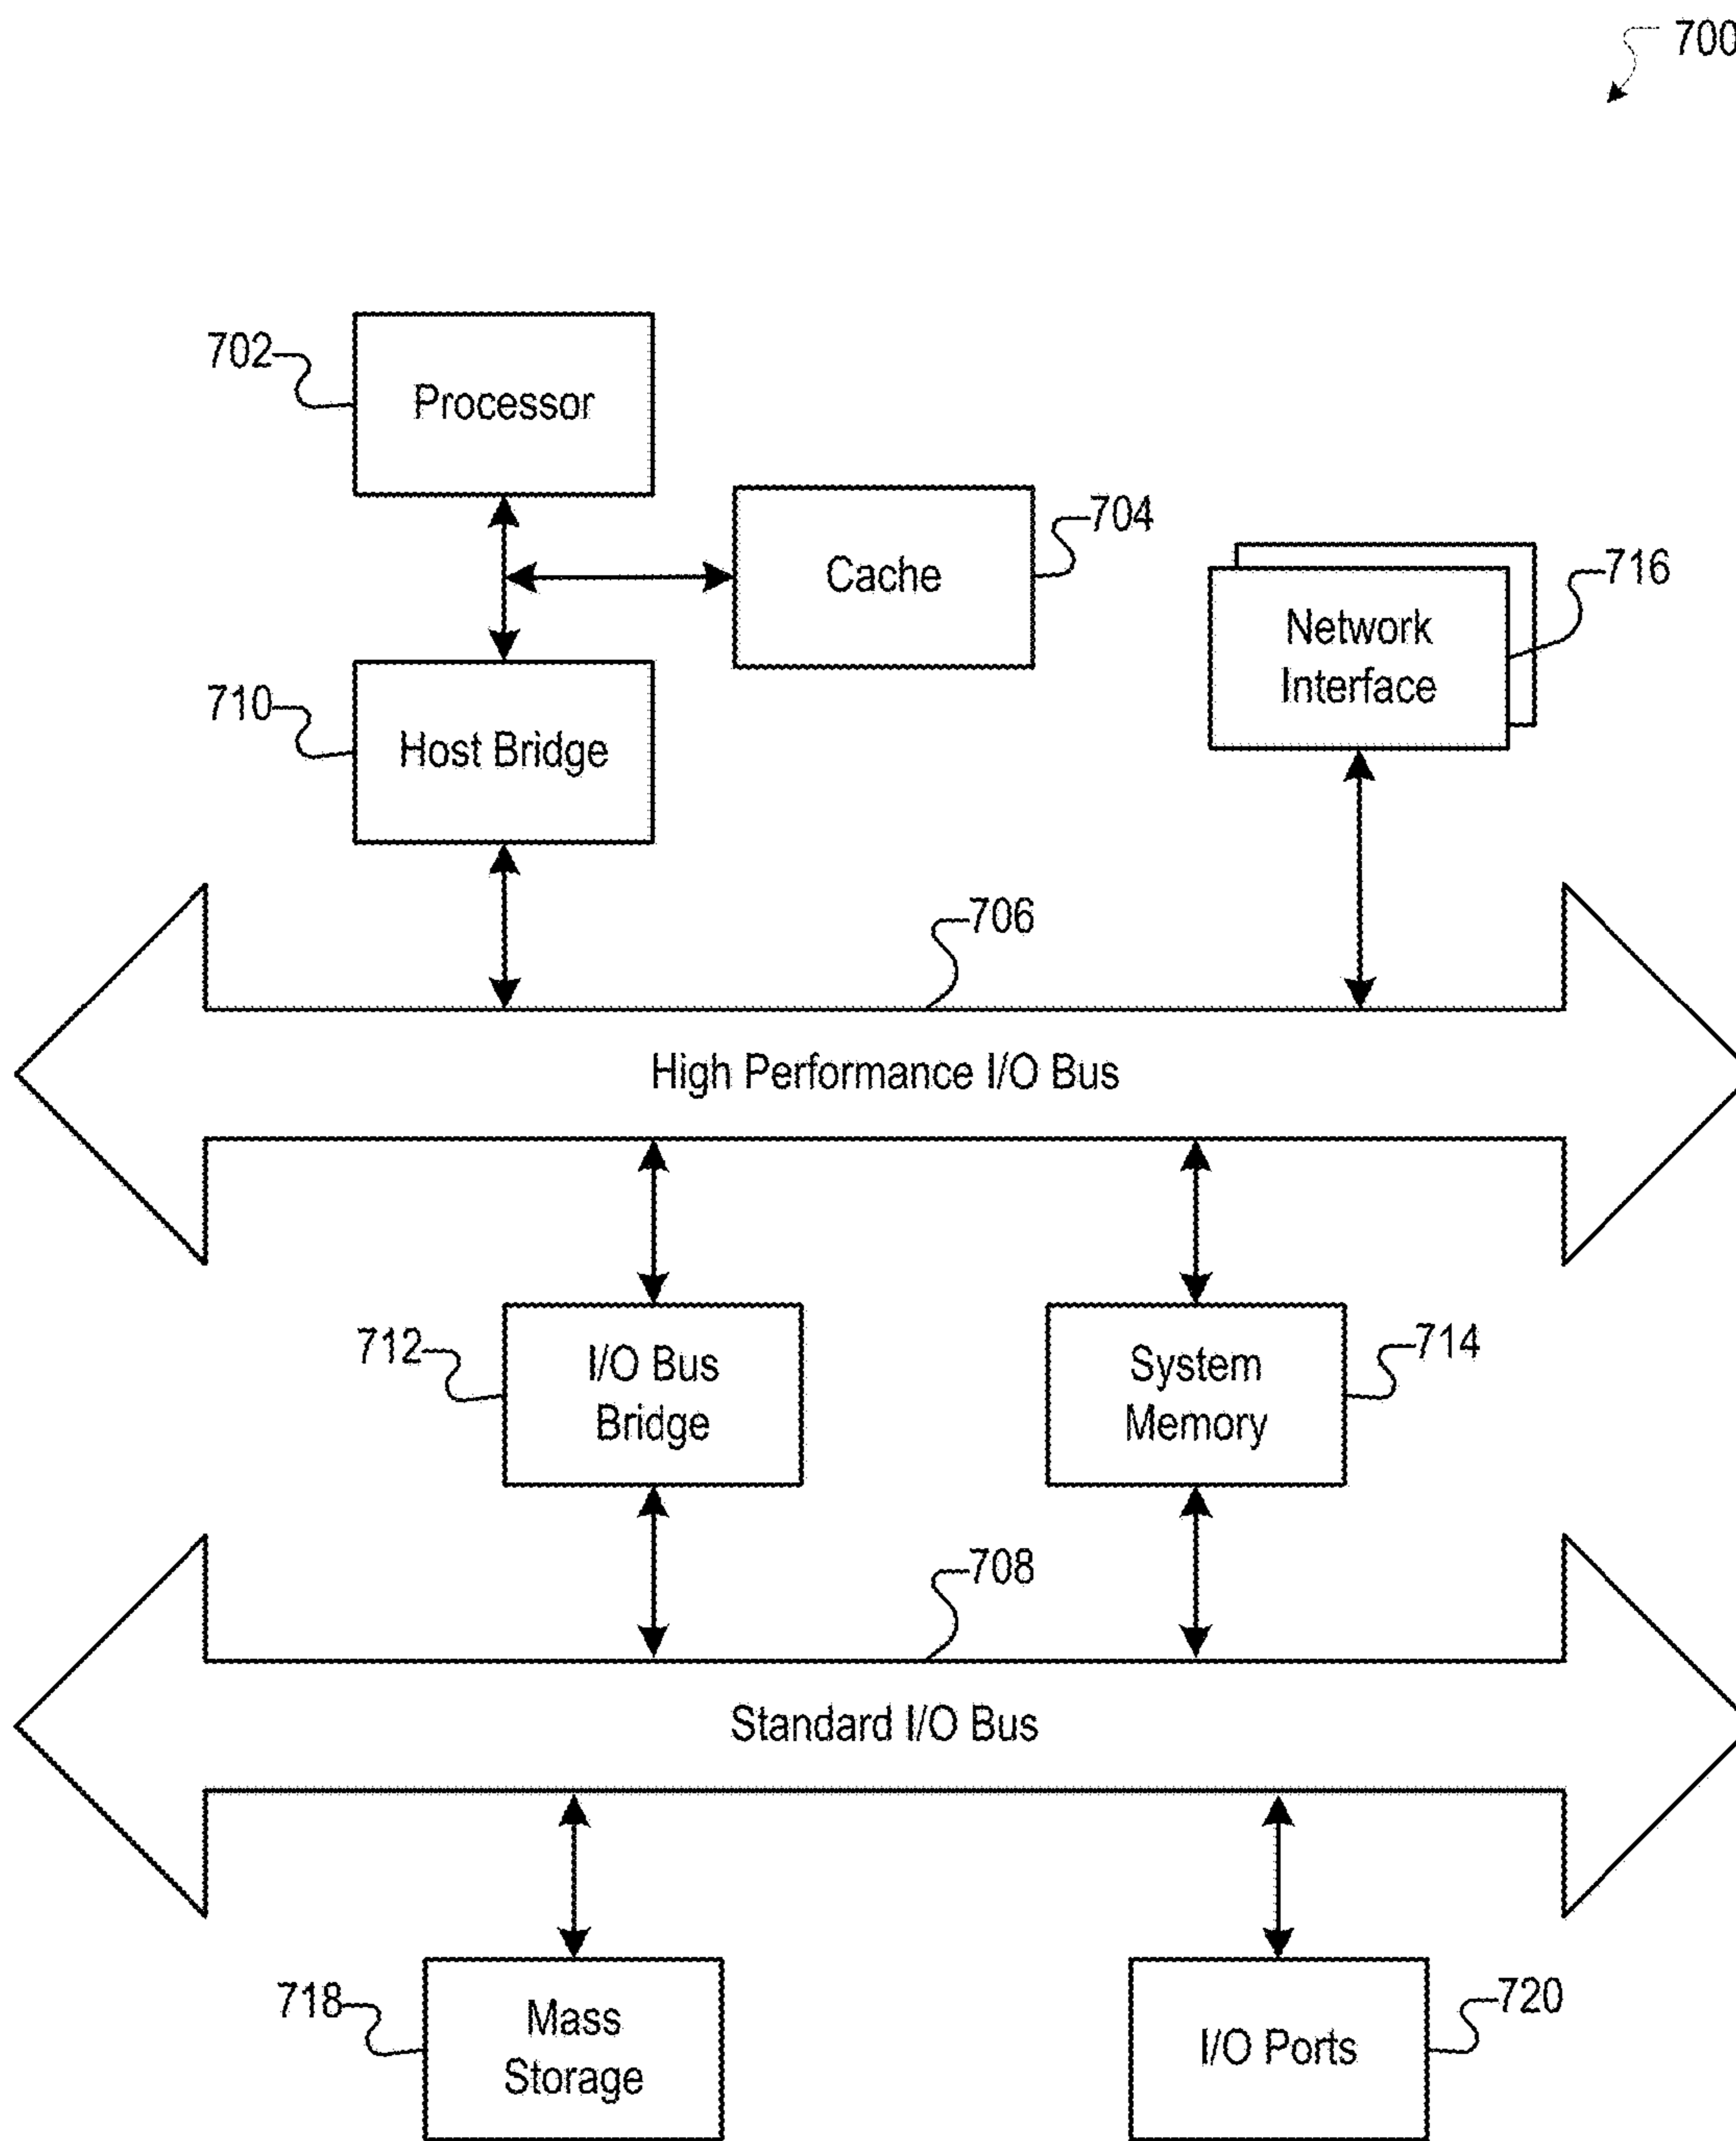 700
702
Processor
704
Cache
716
Network
Interface
710
Host Bridge
706
High Performance I/O Bus
712
I/O Bus
Bridge
714
System
Memory
708
Standard I/O Bus
718
Mass
Storage
720
I/O Ports